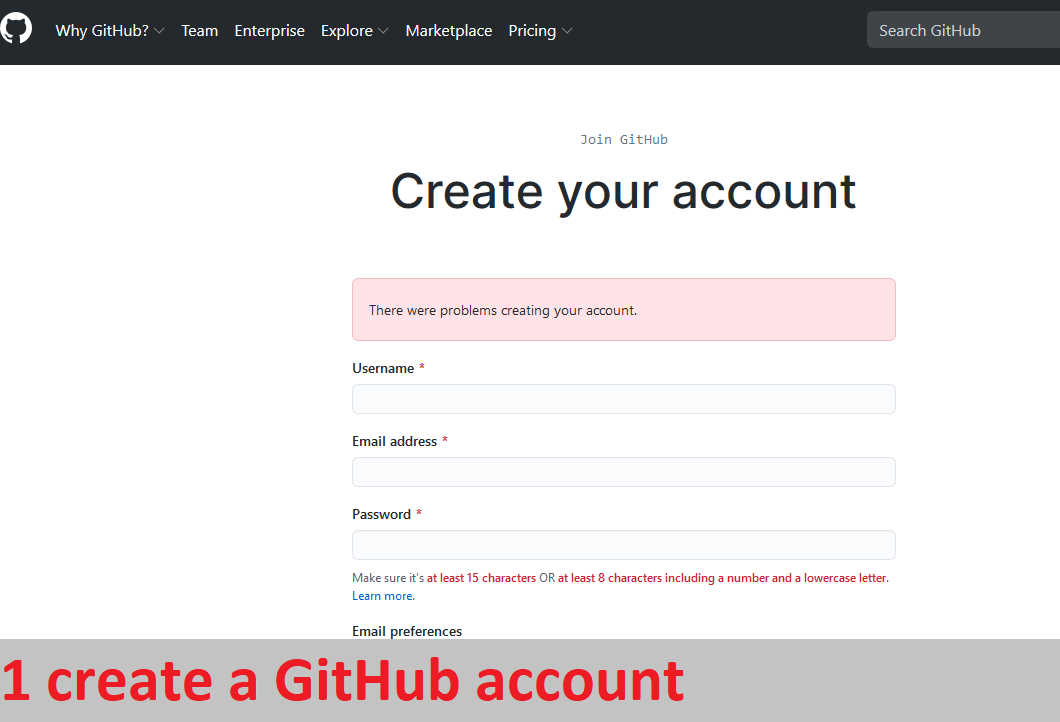 Why GitHub? Team Enterprise Explore Marketplace Pricing Search GitHub
Join GitHub
Create your account
There were problems creating your account.
Username *
Email address *
Password *
Make sure it's at least 15 characters OR at least 8 characters including a number and a lowercase letter.
Learn more.
Email preferences
1 create a GitHub account